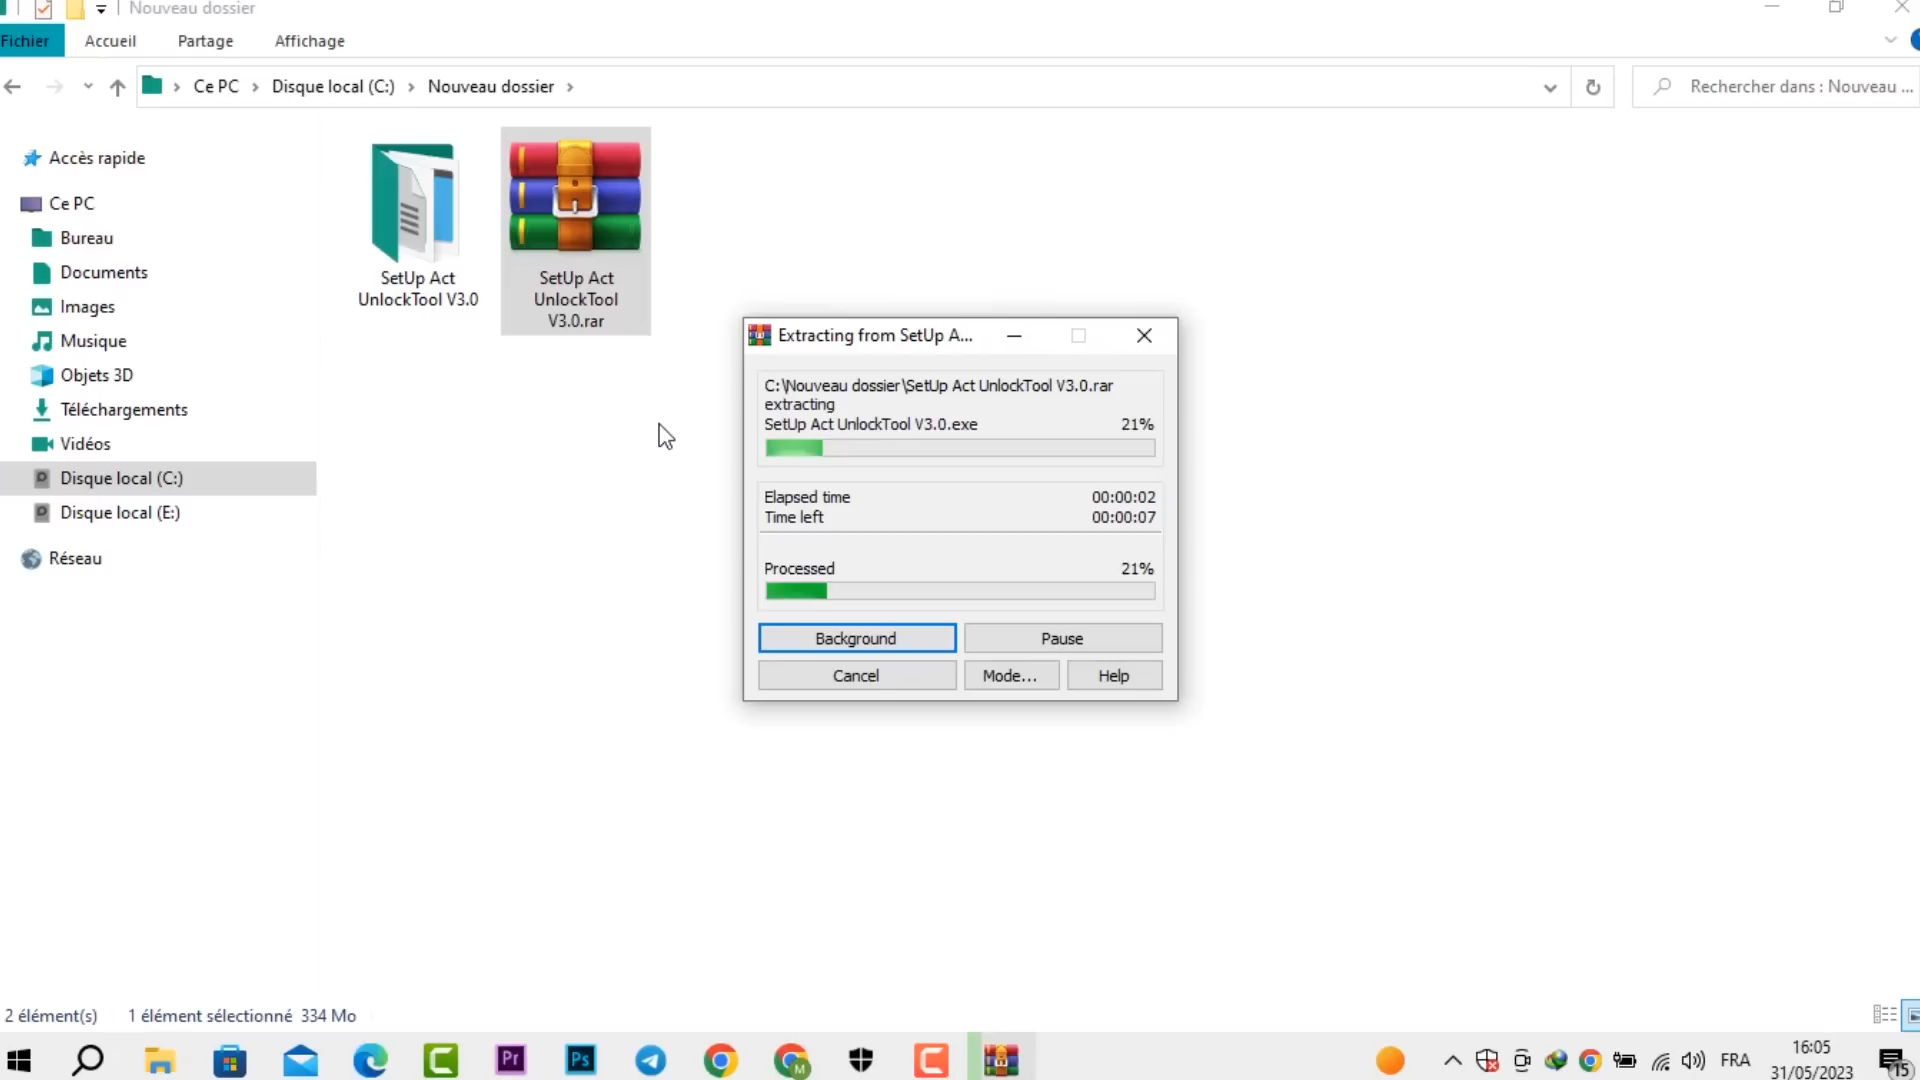 Nouveau dossier
Fichier
Accueil
Partage
Affichage
Ce PC
Disque local (C:)
Nouveau dossier
Rechercher dans : Nouveau ...
Accès rapide
Ce PC
Bureau
Documents
Images
Musique
Objets 3D
Téléchargements
Vidéos
Disque local (C:)
Disque local (E:)
Réseau
SetUp Act
UnlockTool V3.0
SetUp Act
UnlockTool
V3.0.rar
Extracting from SetUp A...
C:\Nouveau dossier\SetUp Act UnlockTool V3.0.rar
extracting
SetUp Act UnlockTool V3.0.exe 21%
Elapsed time 00:00:02
Time left 00:00:07
Processed 21%
Background
Pause
Cancel
Mode...
Help
2 élément(s) 1 élément sélectionné 334 Mo
Pr
Ps
M
FRA
16:05
31/05/2023
15